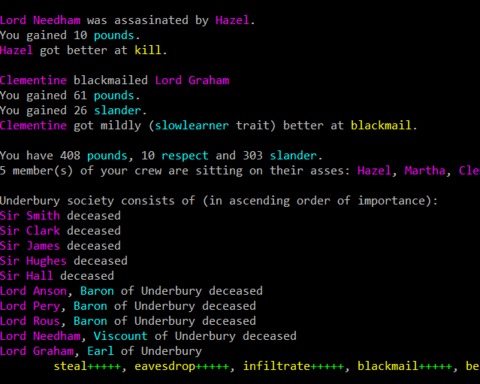 Lord Needham was assasinated by Hazel.
You gained 10 pounds.
Hazel got better at kill.
Clementine blackmailed Lord Graham
You gained 61 pounds.
You gained 26 slander.
Clementine got mildly (slowlearner trait) better at blackmail.
You have 408 pounds, 10 respect and 303 slander.
5 member(s) of your crew are sitting on their asses: Hazel, Martha, Cle
Underbury society consists of (in ascending order of importance):
Sir Smith deceased
Sir Clark deceased
Sir James deceased
Sir Hughes deceased
Sir Hall deceased
Lord Anson, Baron of Underbury deceased
Lord Pery, Baron of Underbury deceased
Lord Rous, Baron of Underbury deceased
Lord Needham, Viscount of Underbury deceased
Lord Graham, Earl of Underbury
steal+++++, eavesdrop+++++, infiltrate+++++, blackmail+++++, be